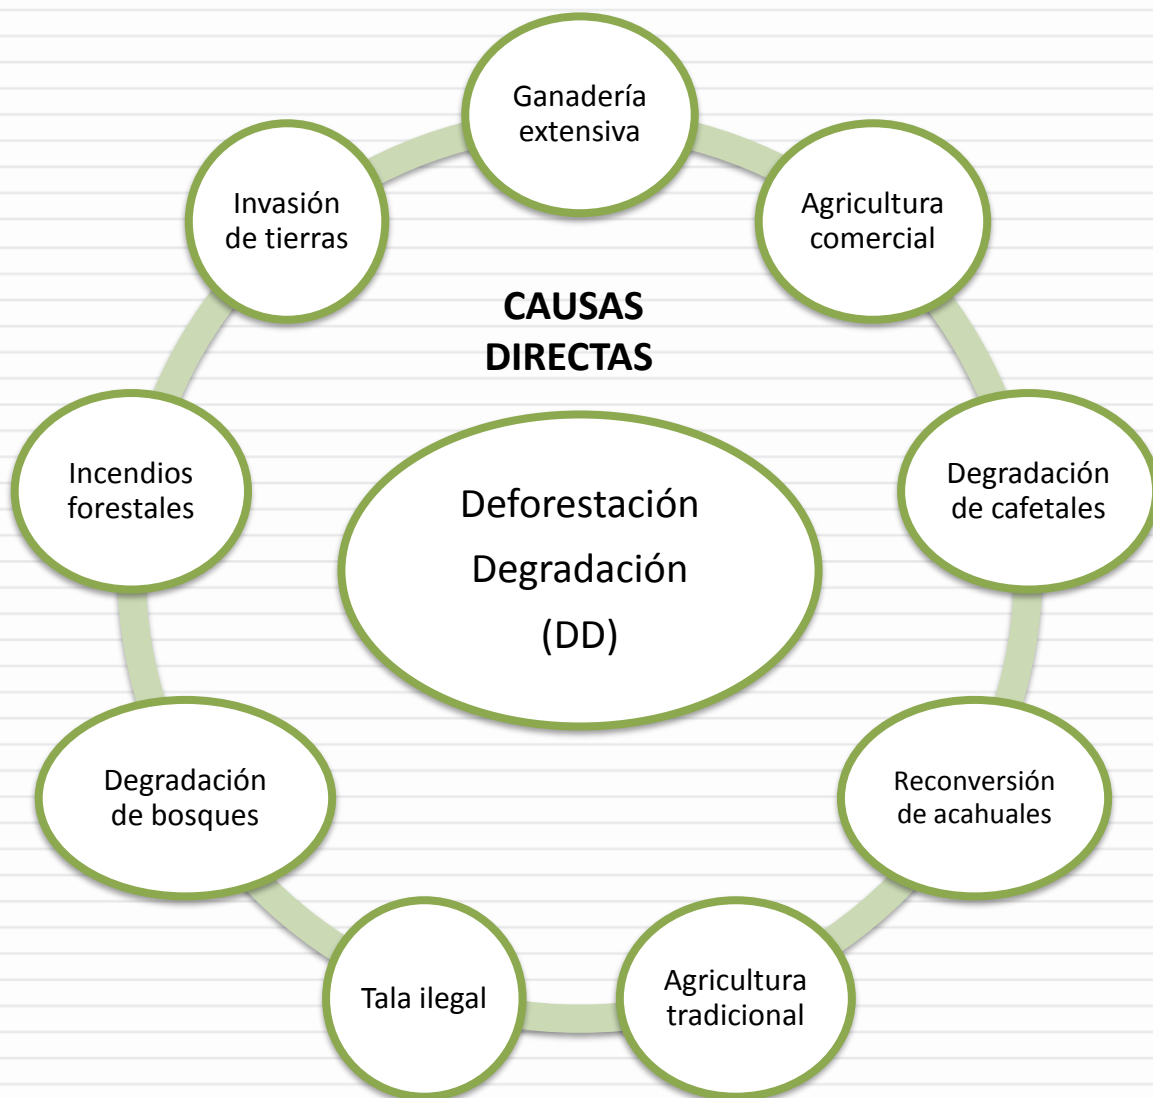 Ganadería
extensiva
Agricultura
comercial
Degradación
de cafetales
Reconversión
de acahuales
Agricultura
tradicional
Tala ilegal
Degradación
de bosques
Incendios
forestales
Invasión
de tierras
CAUSAS
DIRECTAS
Deforestación
Degradación
(DD)